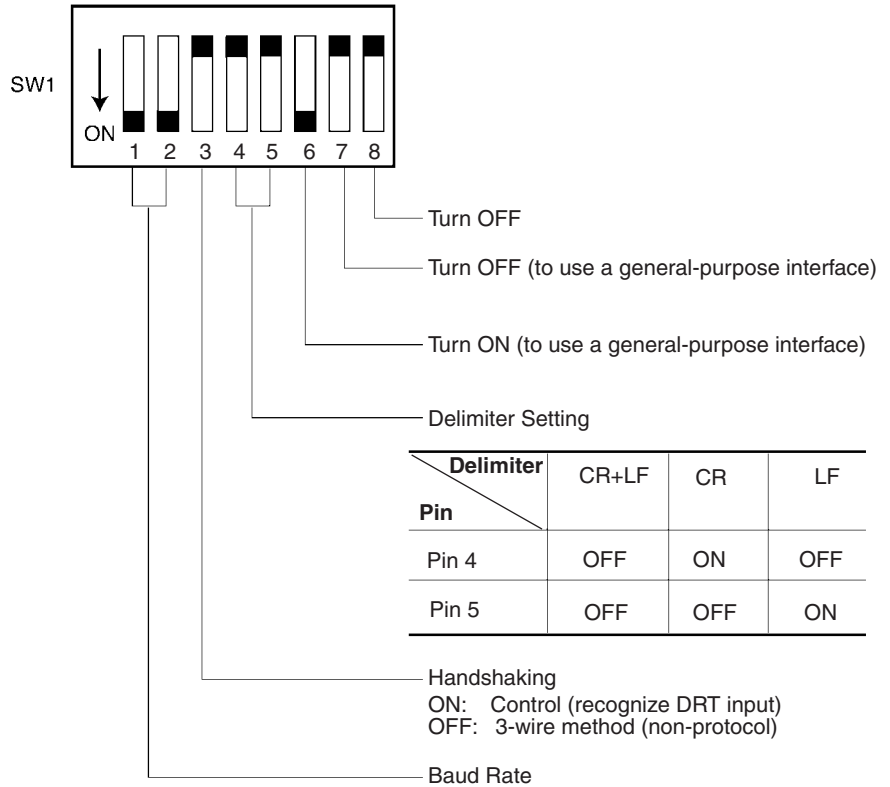 SW1
ON
1 2 3 4 5 6 7 8
Turn OFF
Turn OFF (to use a general-purpose interface)
Turn ON (to use a general-purpose interface)
Delimiter Setting
Delimiter CR+LF CR LF
Pin
Pin 4 OFF ON OFF
Pin 5 OFF OFF ON
Handshaking
ON: Control (recognize DRT input)
OFF: 3-wire method (non-protocol)
Baud Rate